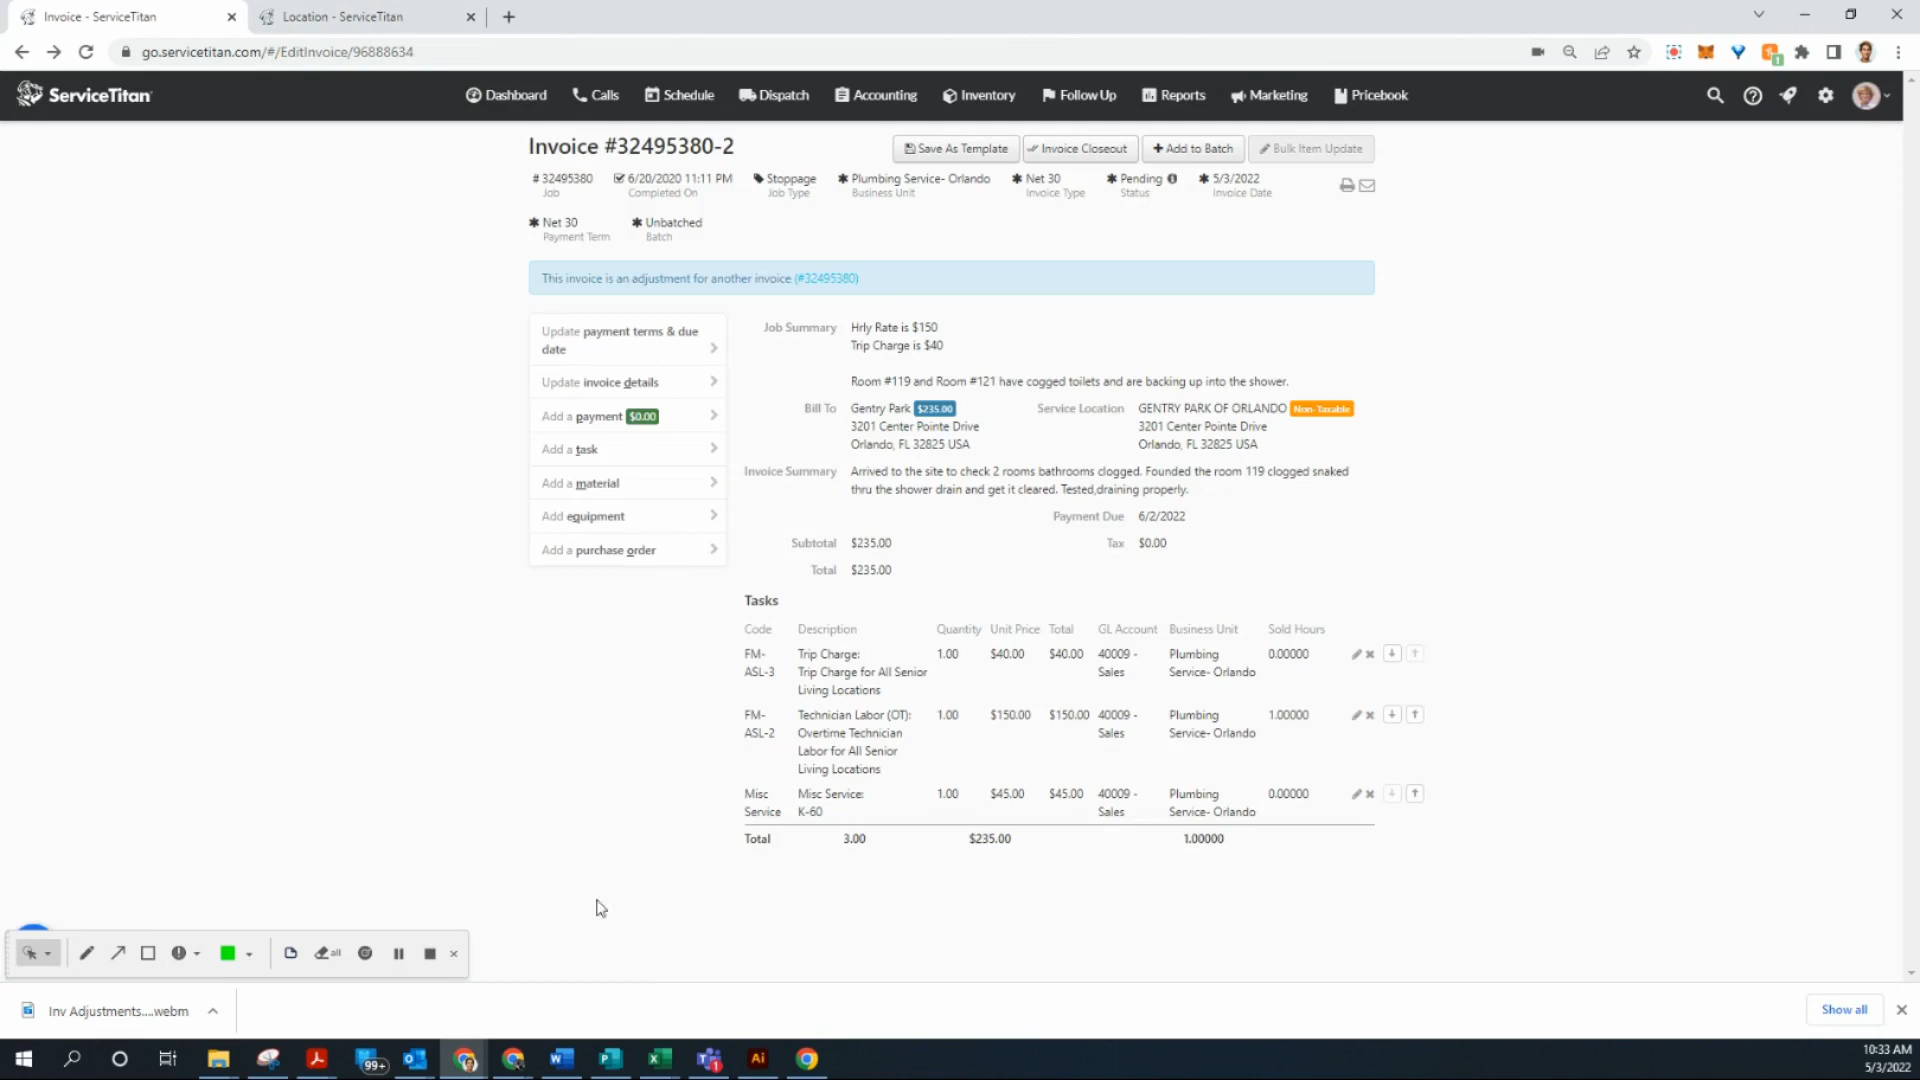 Invoice - ServiceTitan
Location - ServiceTitan
go.servicetitan.com/#/EditInvoice/96888634
1
ServiceTitan
Dashboard Calls Schedule Dispatch Accounting Inventory Follow Up Reports Marketing Pricebook
Invoice #32495380-2
Save As Template Invoice Closeout Add to Batch Bulk Item Update
# 32495380 6/20/2020 11:11 PM Stoppage Plumbing Service- Orlando Net 30 Pending 5/3/2022
Job Completed On Job Type Business Unit Invoice Type Status Invoice Date
Net 30 Unbatched
Payment Term Batch
This invoice is an adjustment for another invoice (#32495380)
Update payment terms & due
date
Update invoice details
Add a payment $0.00
Add a task
Add a material
Add equipment
Add a purchase order
Job Summary Hrly Rate is $150
Trip Charge is $40
Room #119 and Room #121 have cogged toilets and are backing up into the shower.
Bill To Gentry Park $235.00 Service Location GENTRY PARK OF ORLANDO Non-Taxable
3201 Center Pointe Drive 3201 Center Pointe Drive
Orlando, FL 32825 USA Orlando, FL 32825 USA
Invoice Summary Arrived to the site to check 2 rooms bathrooms clogged. Founded the room 119 clogged snaked
thru the shower drain and get it cleared. Tested,draining properly.
Payment Due 6/2/2022
Subtotal $235.00 Tax $0.00
Total $235.00
Tasks
Code Description Quantity Unit Price Total GL Account Business Unit Sold Hours
FM- Trip Charge: 1.00 $40.00 $40.00 40009 - Plumbing 0.00000
ASL-3 Trip Charge for All Senior Sales Service- Orlando
Living Locations
FM- Technician Labor (OT): 1.00 $150.00 $150.00 40009 - Plumbing 1.00000
ASL-2 Overtime Technician Sales Service- Orlando
Labor for All Senior
Living Locations
Misc Misc Service: 1.00 $45.00 $45.00 40009 - Plumbing 0.00000
Service K-60 Sales Service- Orlando
Total 3.00 $235.00 1.00000
all
Inv Adjustments....webm
Show all
99+
10:33 AM
5/3/2022